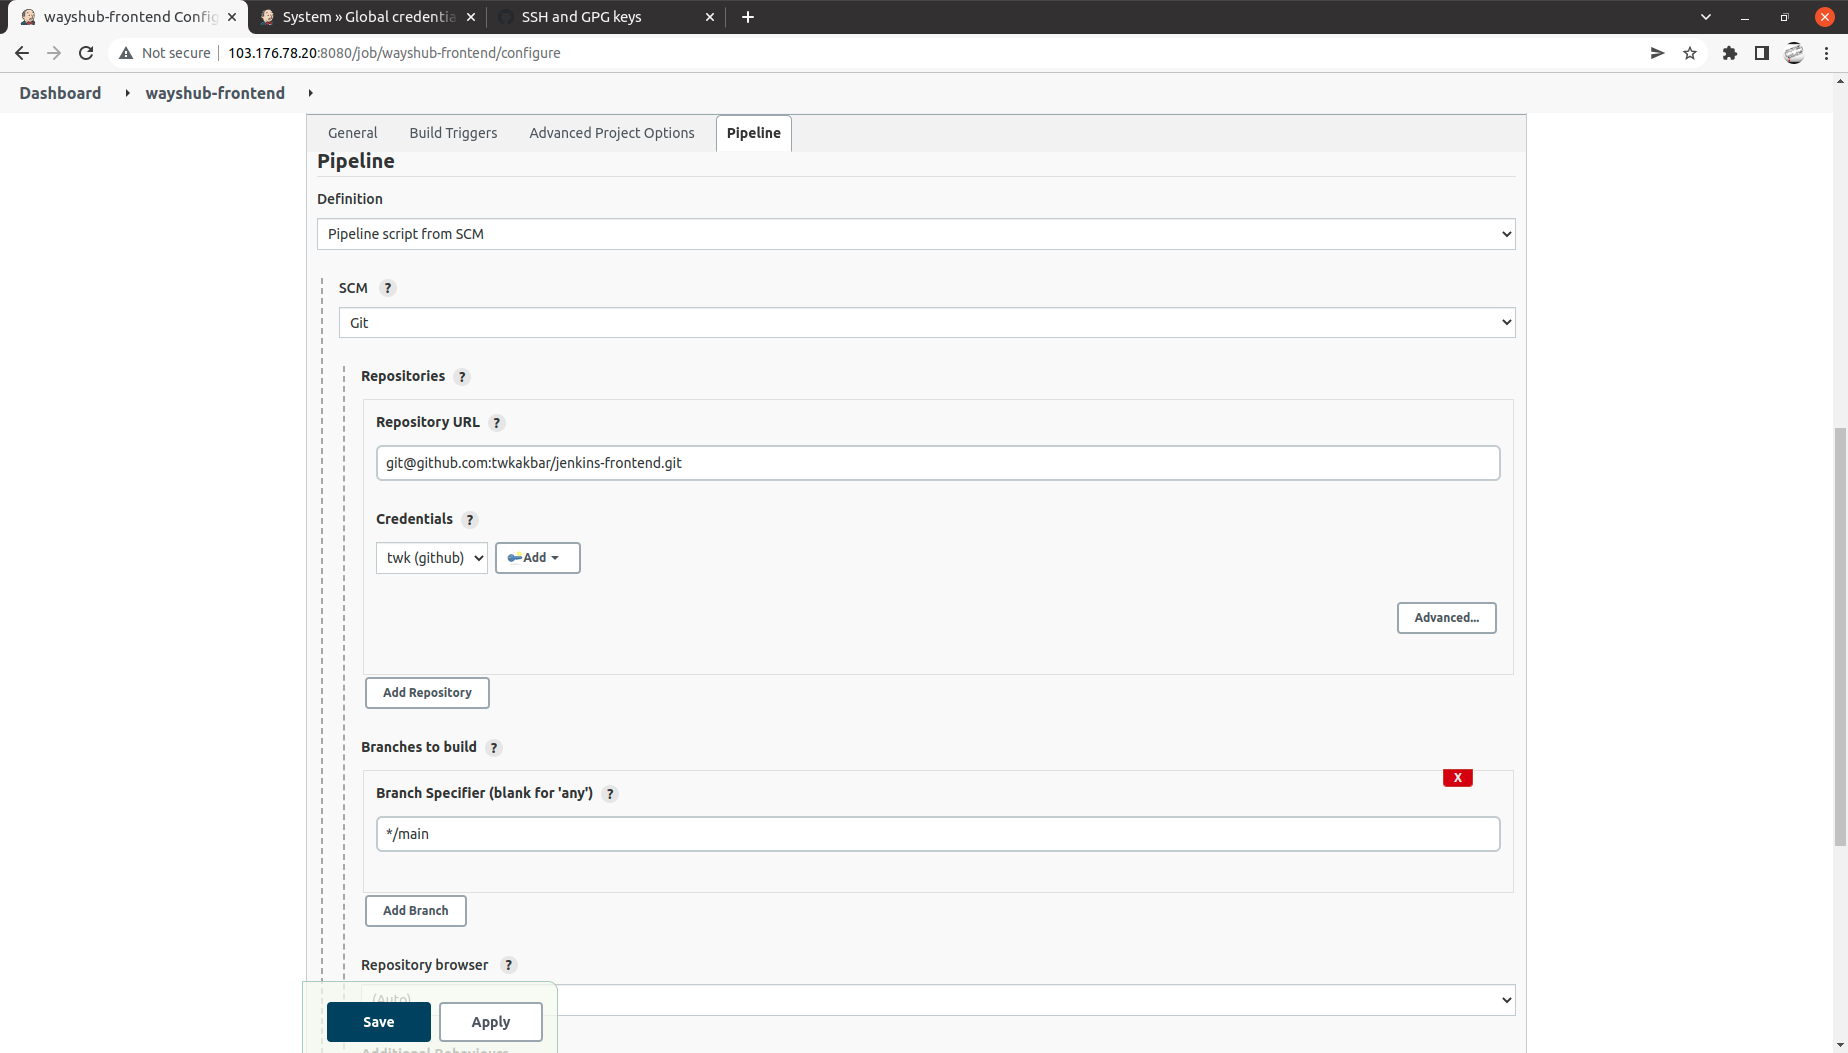 wayshub-frontend Config
System » Global credentia
SSH and GPG keys
Not secure
103.176.78.20:8080/job/wayshub-frontend/configure
Dashboard
wayshub-frontend
General
Build Triggers
Advanced Project Options
Pipeline
Pipeline
Definition
Pipeline script from SCM
SCM ?
Git
Repositories ?
Repository URL ?
git@github.com:twkakbar/jenkins-frontend.git
Credentials ?
twk (github)
Add
Advanced...
Add Repository
Branches to build ?
X
Branch Specifier (blank for 'any') ?
*/main
Add Branch
Repository browser ?
(Auto)
Save
Apply
Additional Behaviours